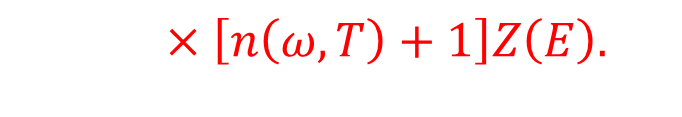 × [n(ω, T) + 1]Z(E).